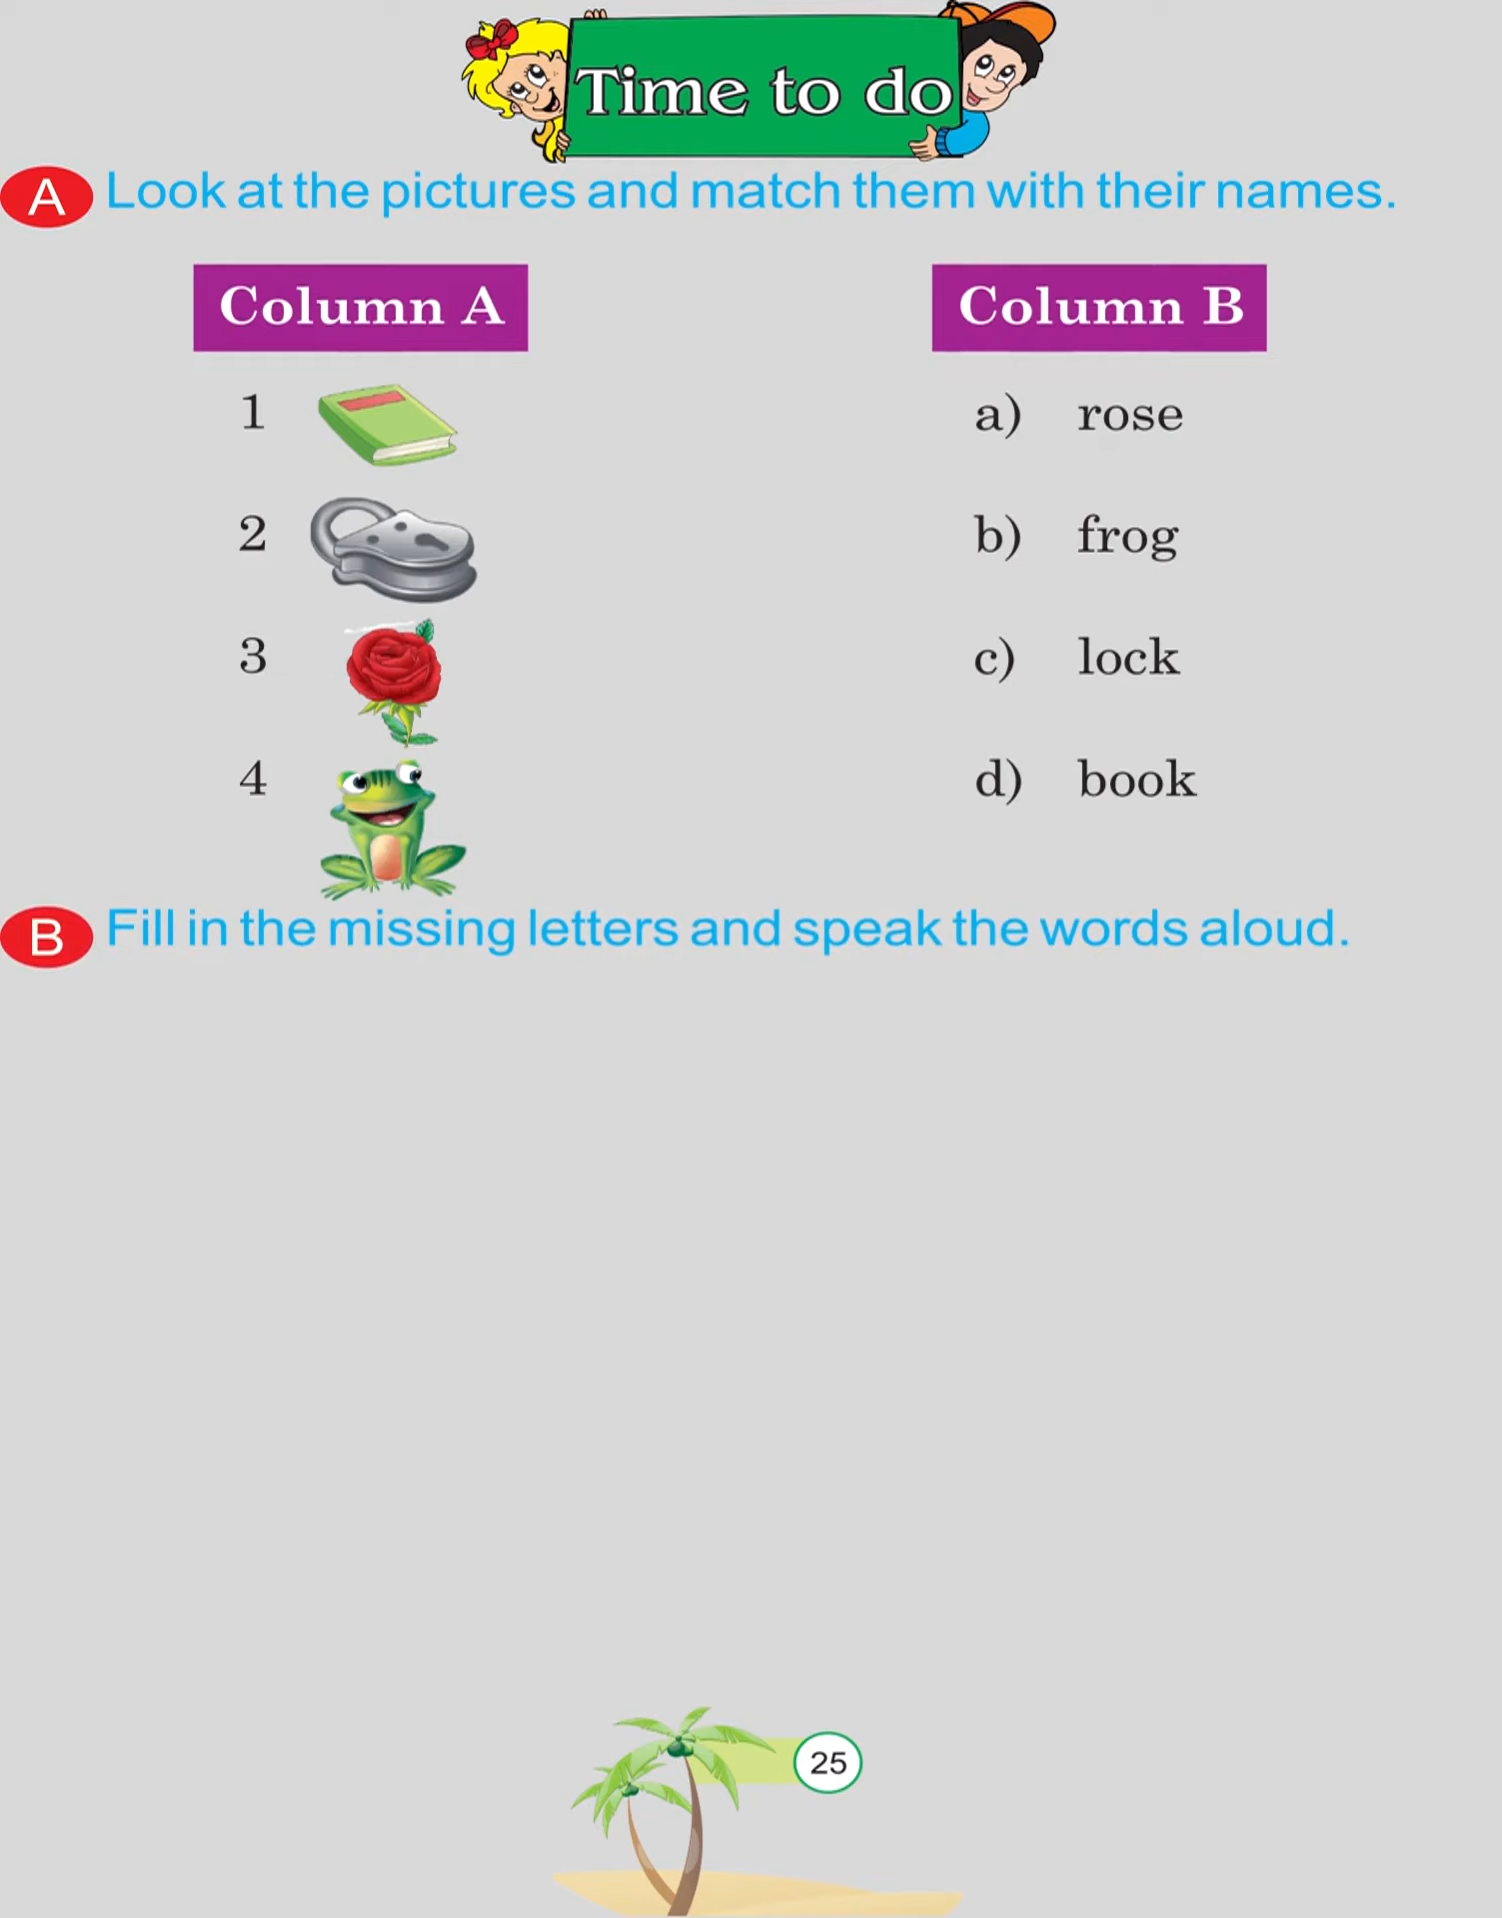 Time to do
A Look at the pictures and match them with their names.
Column A Column B
1 a) rose
2 b) frog
3 c) lock
4 d) book
B Fill in the missing letters and speak the words aloud.
25